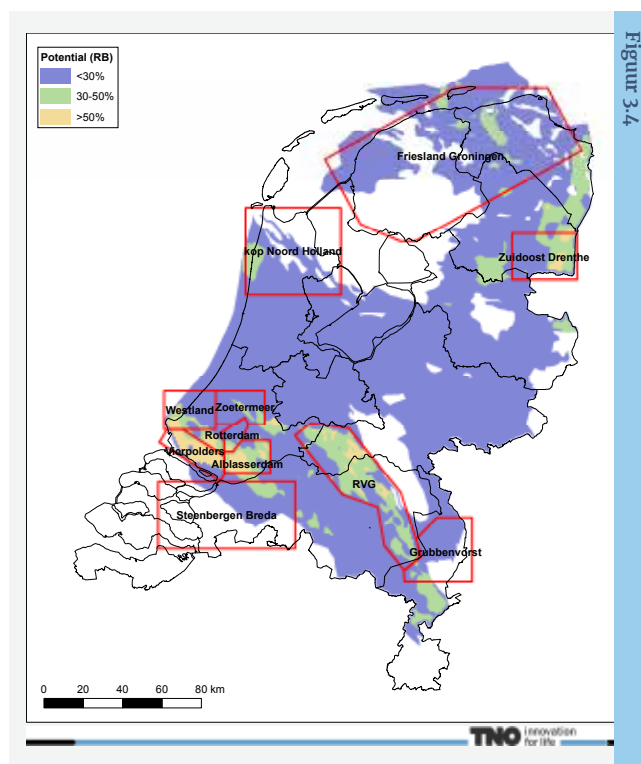 Figuur 3.4
Potential (RB)
<30%
30-50%
>50%
Friesland Groningen
kop Noord Holland
Zuidoost Drenthe
Westland
Zoetermeer
Rotterdam
Vierpolders
Alblasserdam
RVG
Steenbergen Breda
Grubbenvorst
0 20 40 60 80 km
TNO innovation
for life